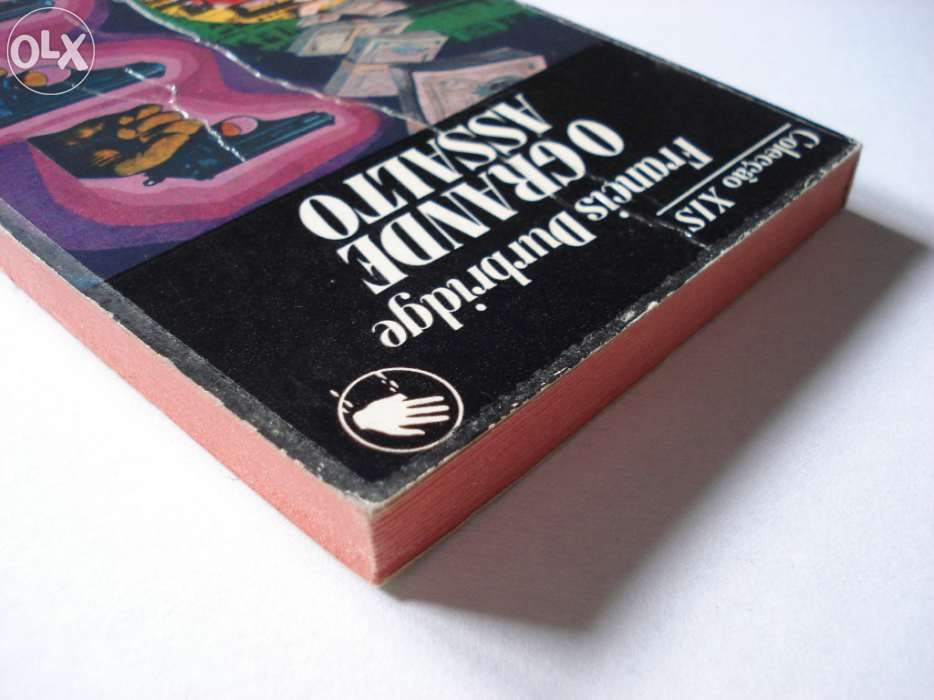 OLX
Colecção XIS
Francis Durbridge
O GRANDE
ASSALTO